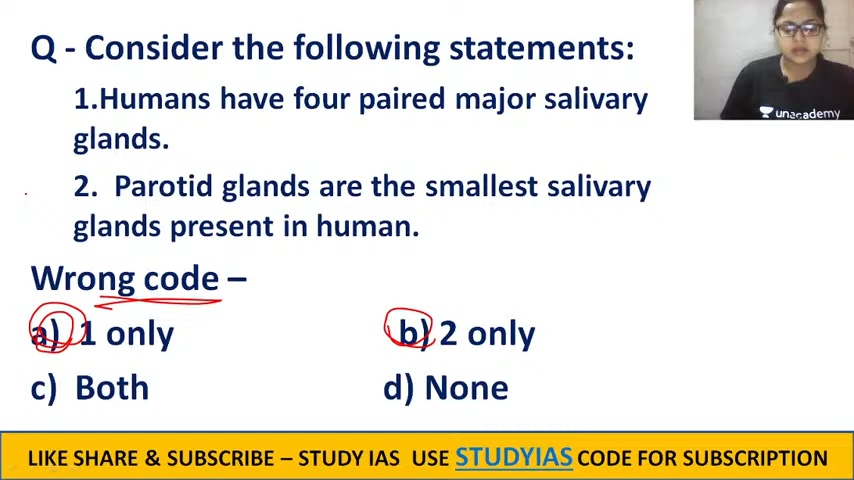 Q - Consider the following statements:
1.Humans have four paired major salivary
glands.
2. Parotid glands are the smallest salivary
glands present in human.
Wrong code –
a) 1 only
b) 2 only
c) Both
d) None
unacademy
LIKE SHARE & SUBSCRIBE – STUDY IAS USE STUDYIAS CODE FOR SUBSCRIPTION